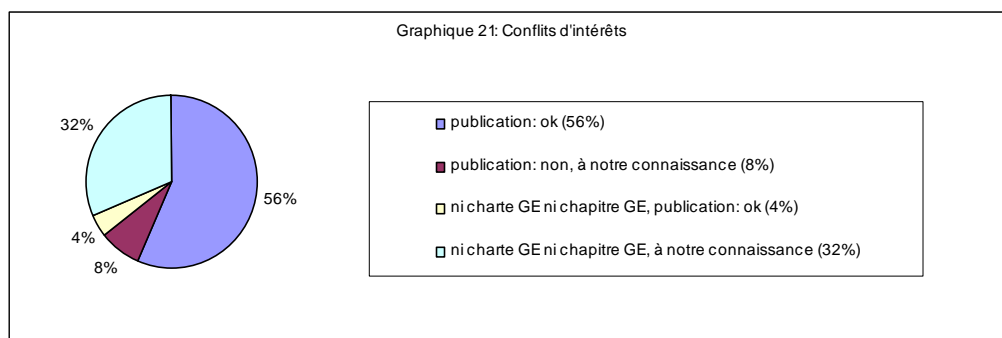 Graphique 21: Conflits d'intérêts
32%
56%
4%
8%
publication: ok (56%)
publication: non, à notre connaissance (8%)
ni charte GE ni chapitre GE, publication: ok (4%)
ni charte GE ni chapitre GE, à notre connaissance (32%)